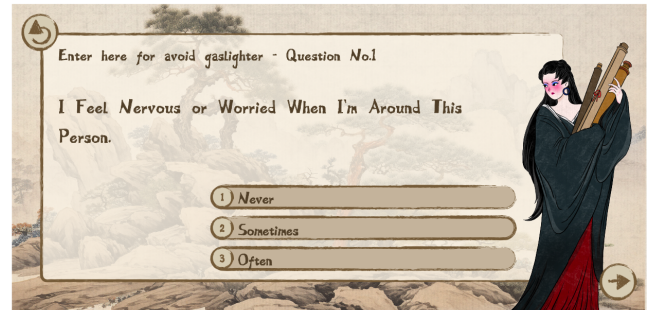 Enter here for avoid gaslighter - Question No.1
I Feel Nervous or Worried When I'm Around This
Person.
1 Never
2 Sometimes
3 Often